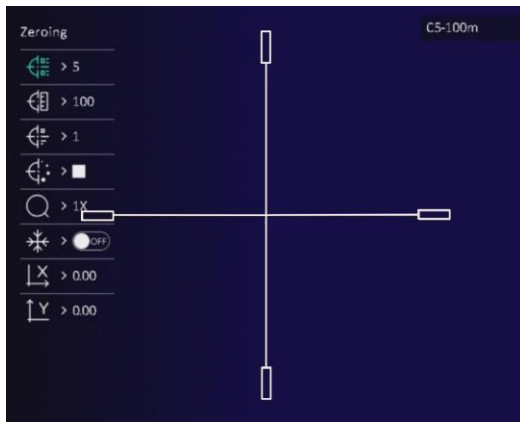 Zeroing
C5-100m
> 5
> 100
> 1
>
> 1X
> OFF
X > 0.00
Y > 0.00